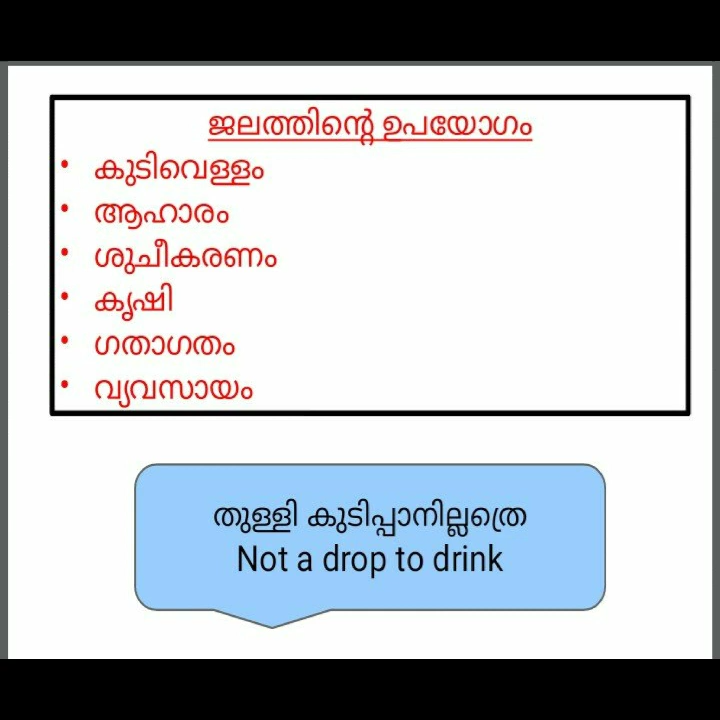 ജലത്തിന്റെ ഉപയോഗം
• കുടിവെള്ളം
• ആഹാരം
• ശുചീകരണം
• കൃഷി
• ഗതാഗതം
• വ്യവസായം
തുള്ളി കുടിപ്പാനില്ലത്രെ
Not a drop to drink